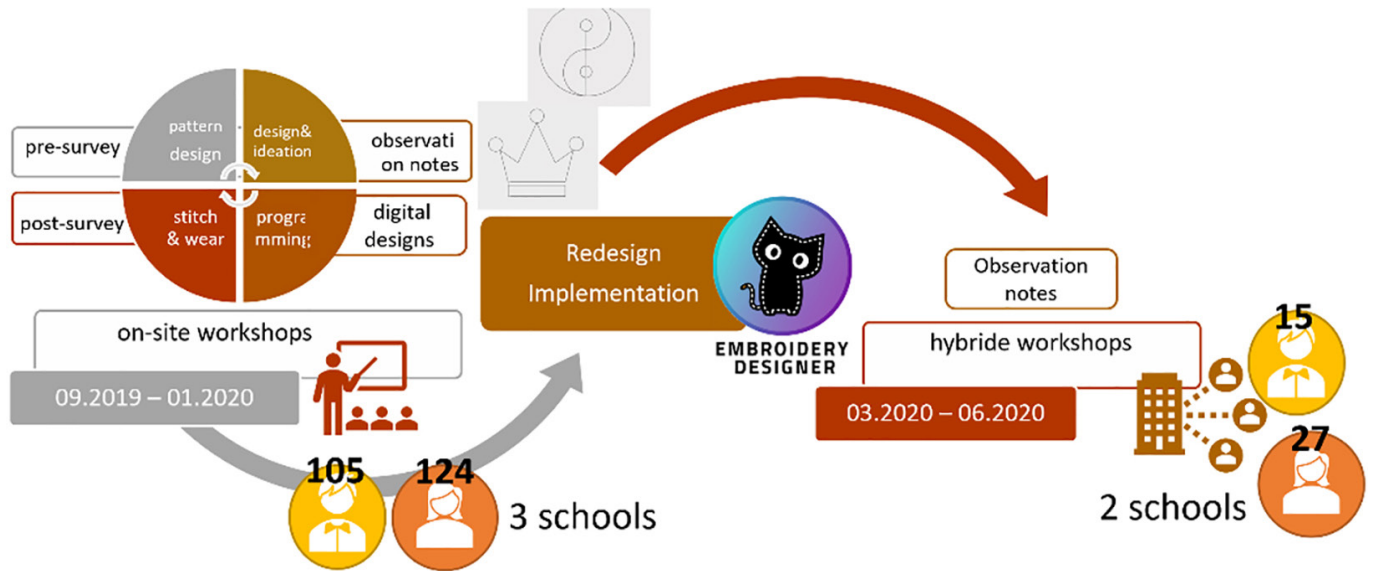 pre-survey
post-survey
pattern
design
design&
ideation
stitch
& wear
progra
mming
observati
on notes
digital
designs
on-site workshops
09.2019 – 01.2020
105
124
3 schools
Redesign
Implementation
EMBROIDERY
DESIGNER
Observation
notes
hybride workshops
03.2020 – 06.2020
15
27
2 schools